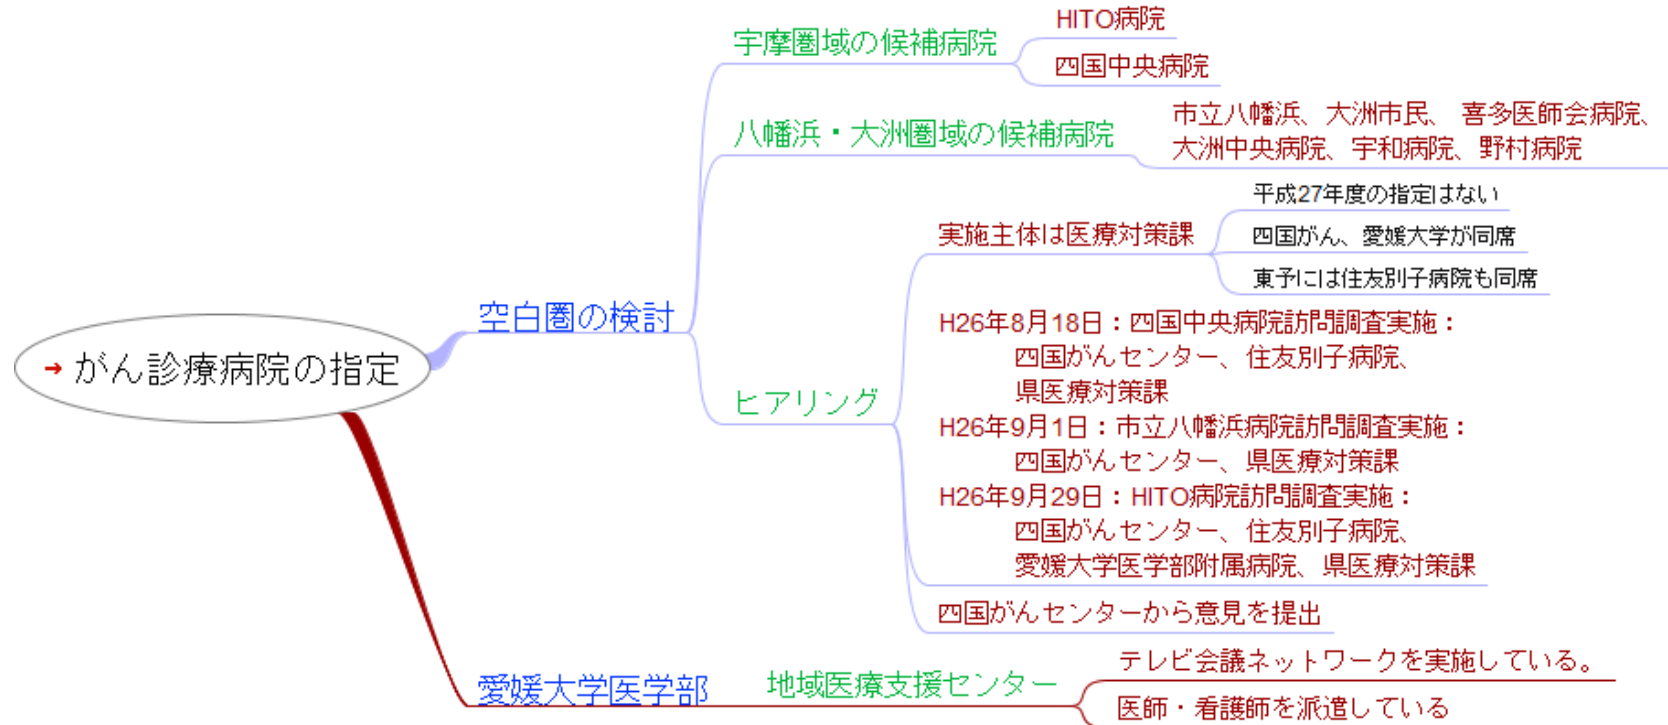 がん診療病院の指定
空白圏の検討
宇摩圏域の候補病院
HITO病院
四国中央病院
八幡浜・大洲圏域の候補病院
市立八幡浜、大洲市民、 喜多医師会病院、
大洲中央病院、宇和病院、野村病院
ヒアリング
実施主体は医療対策課
平成27年度の指定はない
四国がん、愛媛大学が同席
東予には住友別子病院も同席
H26年8月18日：四国中央病院訪問調査実施：
四国がんセンター、住友別子病院、
県医療対策課
H26年9月1日：市立八幡浜病院訪問調査実施：
四国がんセンター、県医療対策課
H26年9月29日：HITO病院訪問調査実施：
四国がんセンター、住友別子病院、
愛媛大学医学部附属病院、県医療対策課
四国がんセンターから意見を提出
愛媛大学医学部
地域医療支援センター
テレビ会議ネットワークを実施している。
医師・看護師を派遣している